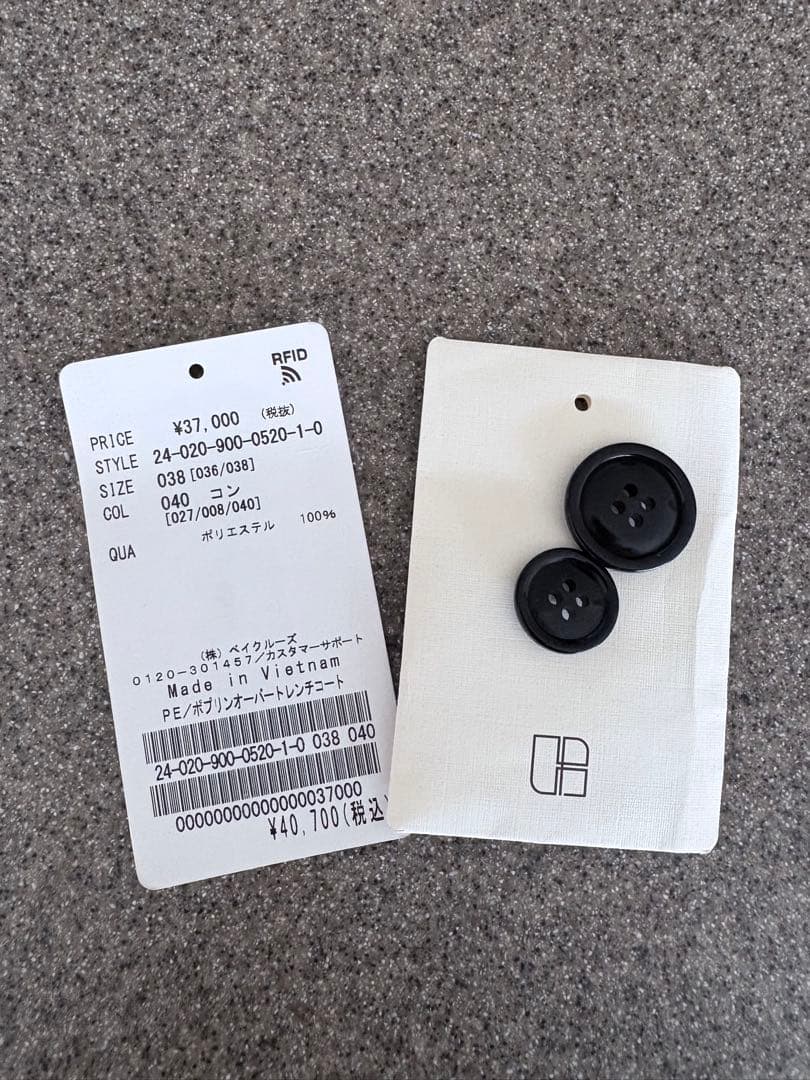 RFID
PRICE ¥37,000 (税抜)
STYLE 24-020-900-0520-1-0
SIZE 038 [036/038]
COL 040 コン
[027/008/040]
QUA ポリエステル 100%
(株) ベイクルーズ
0120-301457/カスタマーサポート
Made in Vietnam
PE/ポプリンオーバートレンチコート
24-020-900-0520-1-0 038 040
00000000000000037000
¥40,700(税込)